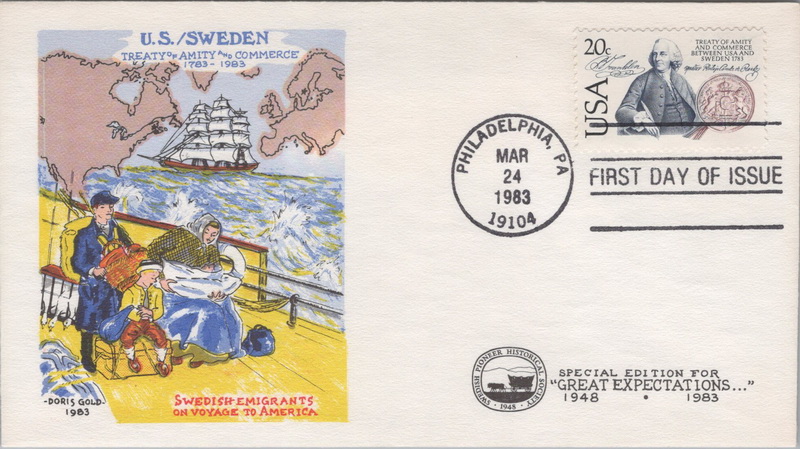 U.S./SWEDEN
TREATY OF AMITY AND COMMERCE
1783 - 1983
-DORIS GOLD-
1983
SWEDISH EMIGRANTS
ON VOYAGE TO AMERICA
20c
USA
TREATY OF AMITY
AND COMMERCE
BETWEEN USA AND
SWEDEN 1783
B Franklin
PHILADELPHIA, PA
MAR
24
1983
19104
FIRST DAY OF ISSUE
SWEDISH PIONEER HISTORICAL SOCIETY
• 1948 •
SPECIAL EDITION FOR
"GREAT EXPECTATIONS..."
1948 • 1983